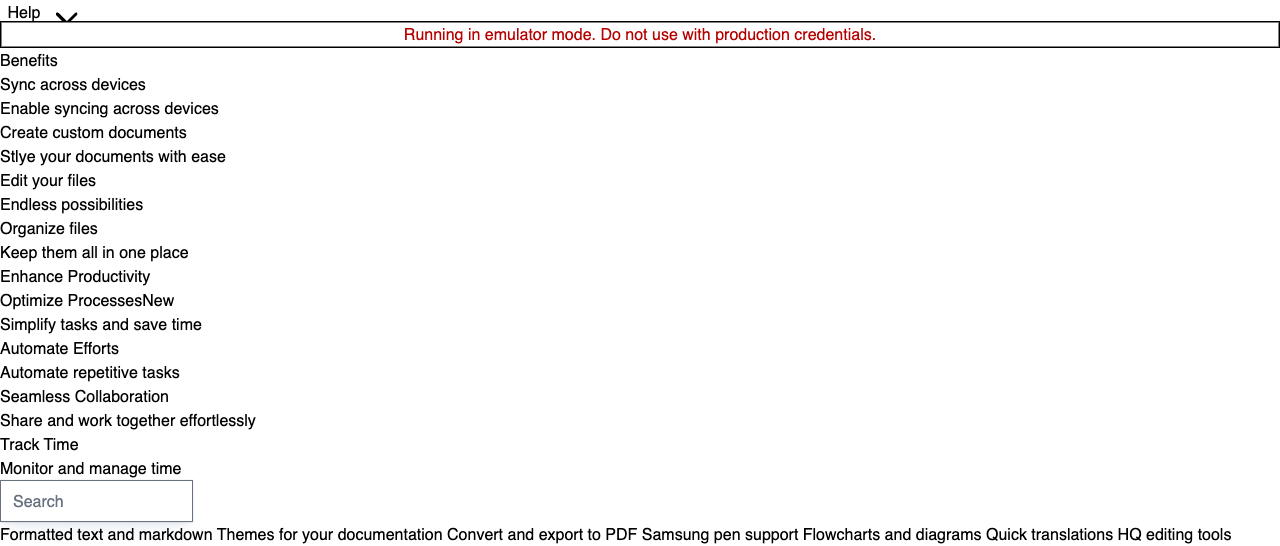 Help
Running in emulator mode. Do not use with production credentials.
Benefits
Sync across devices
Enable syncing across devices
Create custom documents
Stlye your documents with ease
Edit your files
Endless possibilities
Organize files
Keep them all in one place
Enhance Productivity
Optimize ProcessesNew
Simplify tasks and save time
Automate Efforts
Automate repetitive tasks
Seamless Collaboration
Share and work together effortlessly
Track Time
Monitor and manage time
Search
Formatted text and markdown Themes for your documentation Convert and export to PDF Samsung pen support Flowcharts and diagrams Quick translations HQ editing tools